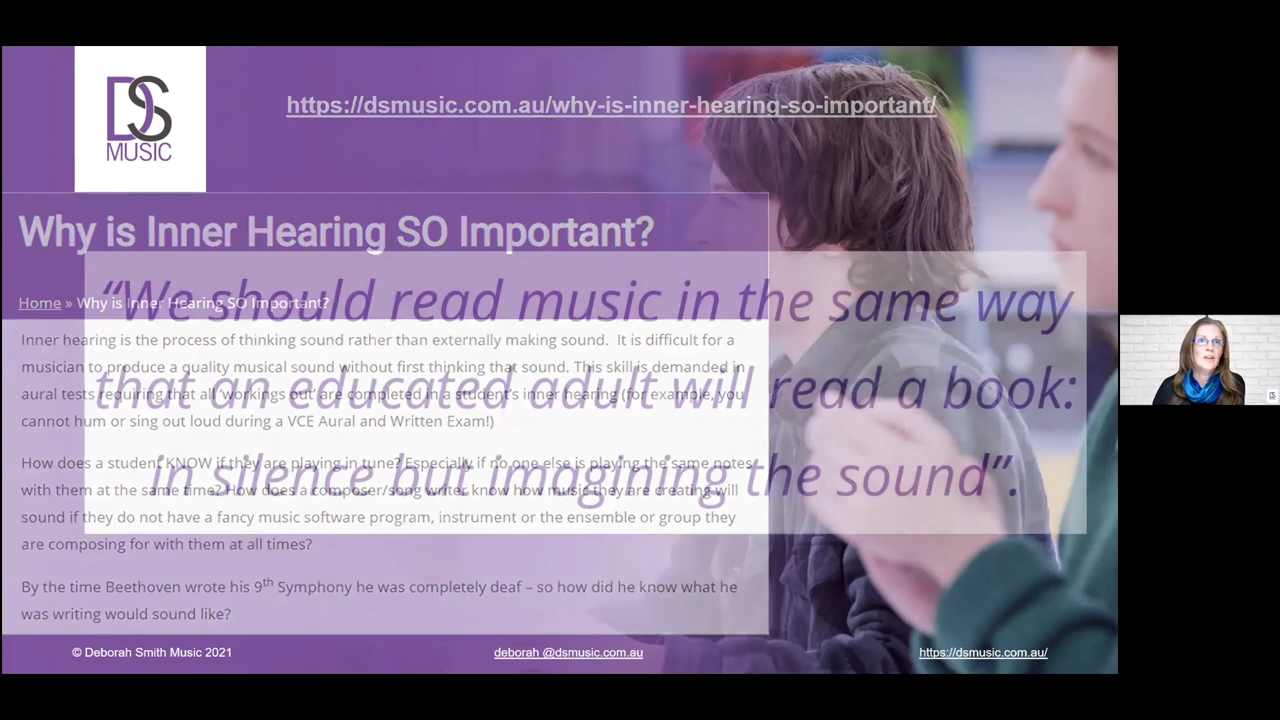 DS
MUSIC
https://dsmusic.com.au/why-is-inner-hearing-so-important/
Why is Inner Hearing SO Important?
Home » Why is Inner Hearing SO Important?
“We should read music in the same way
that an educated adult will read a book:
in silence but imagining the sound”.
Inner hearing is the process of thinking sound rather than externally making sound. It is difficult for a
musician to produce a quality musical sound without first thinking that sound. This skill is demanded in
aural tests requiring that all ‘workings out’ are completed in a student’s inner hearing (for example, you
cannot hum or sing out loud during a VCE Aural and Written Exam!)
How does a student KNOW if they are playing in tune? Especially if no one else is playing the same notes
with them at the same time? How does a composer/song writer know how music they are creating will
sound if they do not have a fancy music software program, instrument or the ensemble or group they
are composing for with them at all times?
By the time Beethoven wrote his 9th Symphony he was completely deaf – so how did he know what he
was writing would sound like?
© Deborah Smith Music 2021
deborah @dsmusic.com.au
https://dsmusic.com.au/